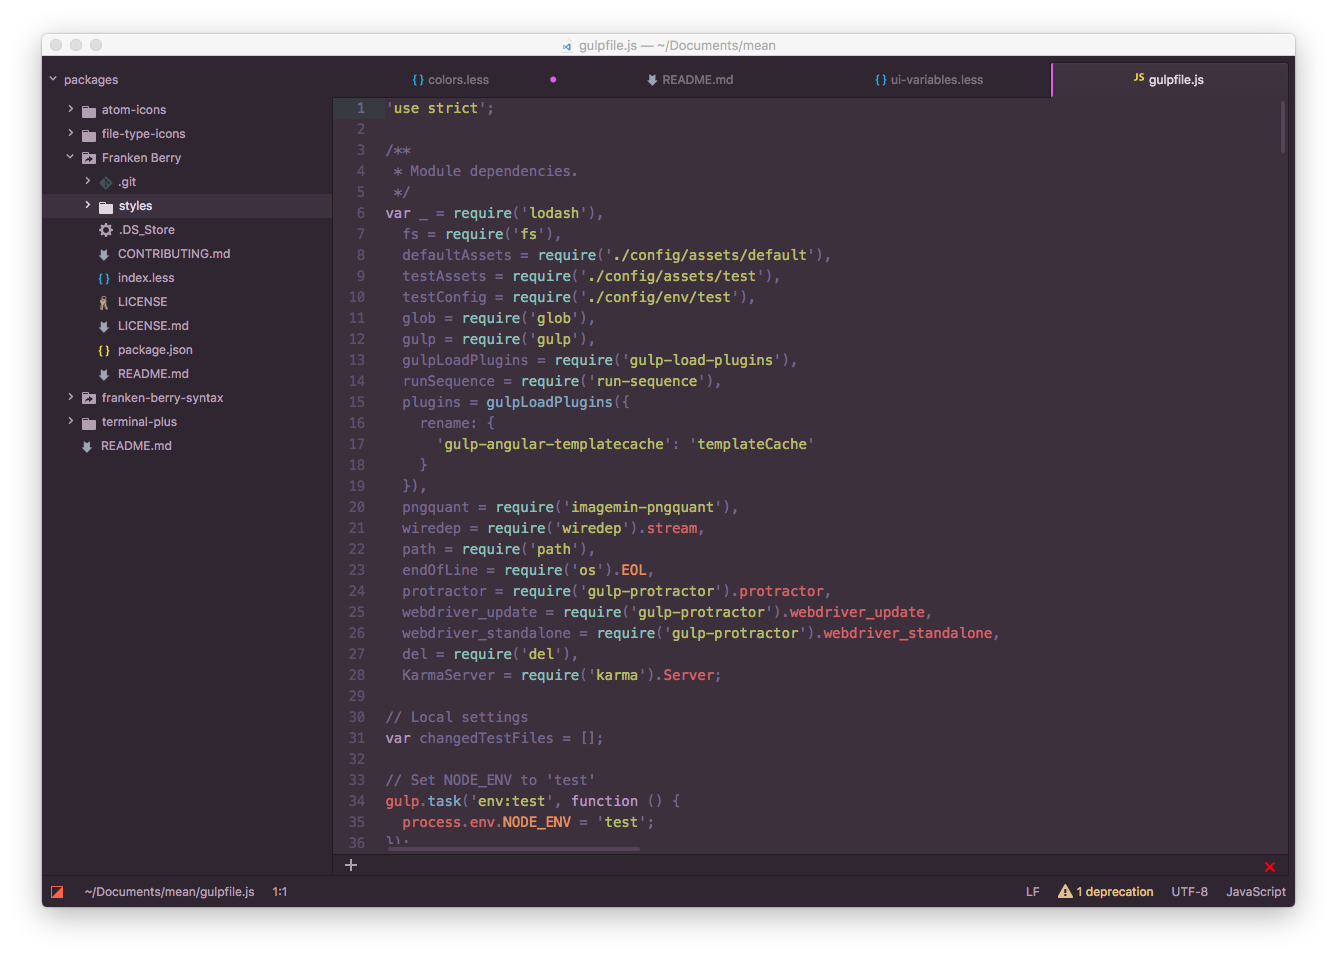 gulpfile.js — ~/Documents/mean
packages
atom-icons
file-type-icons
Franken Berry
.git
styles
.DS_Store
CONTRIBUTING.md
{} index.less
LICENSE
LICENSE.md
{} package.json
README.md
franken-berry-syntax
terminal-plus
README.md
{} colors.less
README.md
{} ui-variables.less
JS gulpfile.js
1 'use strict';
2
3 /**
4  * Module dependencies.
5  */
6 var _ = require('lodash'),
7   fs = require('fs'),
8   defaultAssets = require('./config/assets/default'),
9   testAssets = require('./config/assets/test'),
10   testConfig = require('./config/env/test'),
11   glob = require('glob'),
12   gulp = require('gulp'),
13   gulpLoadPlugins = require('gulp-load-plugins'),
14   runSequence = require('run-sequence'),
15   plugins = gulpLoadPlugins({
16     rename: {
17       'gulp-angular-templatecache': 'templateCache'
18     }
19   }),
20   pngquant = require('imagemin-pngquant'),
21   wiredep = require('wiredep').stream,
22   path = require('path'),
23   endOfLine = require('os').EOL,
24   protractor = require('gulp-protractor').protractor,
25   webdriver_update = require('gulp-protractor').webdriver_update,
26   webdriver_standalone = require('gulp-protractor').webdriver_standalone,
27   del = require('del'),
28   KarmaServer = require('karma').Server;
29
30 // Local settings
31 var changedTestFiles = [];
32
33 // Set NODE_ENV to 'test'
34 gulp.task('env:test', function () {
35   process.env.NODE_ENV = 'test';
36 });
~/Documents/mean/gulpfile.js 1:1
LF 1 deprecation UTF-8 JavaScript